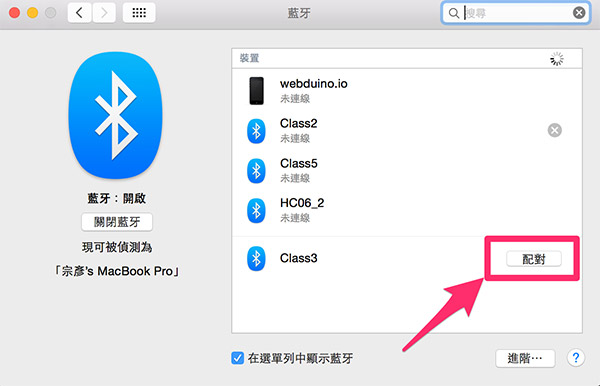 藍牙
搜尋
藍牙：開啟
關閉藍牙
現可被偵測為
「宗彥's MacBook Pro」
裝置
webduino.io
未連線
Class2
未連線
Class5
未連線
HC06_2
未連線
Class3
配對
在選單列中顯示藍牙
進階…
?